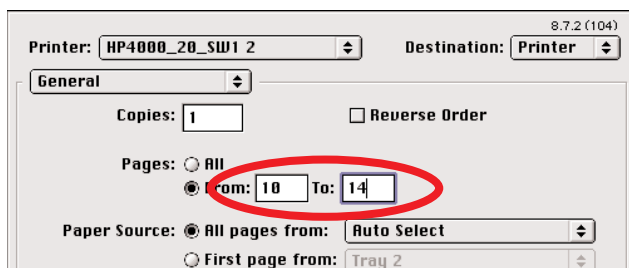 8.7.2 (104)
Printer: HP4000_20_SW1 2 Destination: Printer
General
Copies: 1 Reverse Order
Pages: All
From: 10 To: 14
Paper Source: All pages from: Auto Select
First page from: Tray 2